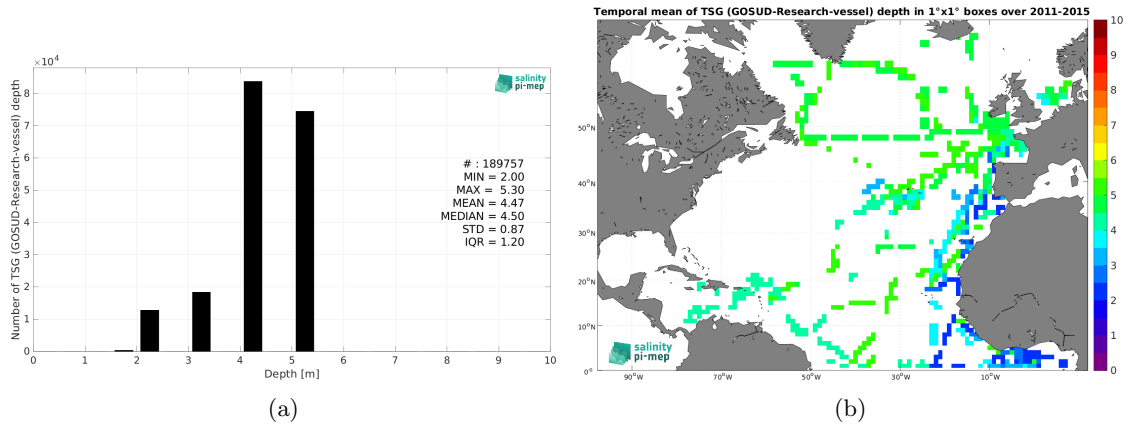 ×10⁴
8
7
6
5
4
3
2
1
0
Number of TSG (GOSUD-Research-vessel) depth
0 1 2 3 4 5 6 7 8 9 10
Depth [m]
salinity
pi-mep
# : 189757
MIN = 2.00
MAX = 5.30
MEAN = 4.47
MEDIAN = 4.50
STD = 0.87
IQR = 1.20
(a)
Temporal mean of TSG (GOSUD-Research-vessel) depth in 1°x1° boxes over 2011-2015
50°N
40°N
30°N
20°N
10°N
0°
90°W 70°W 50°W 30°W 10°W
salinity
pi-mep
10
9
8
7
6
5
4
3
2
1
0
(b)